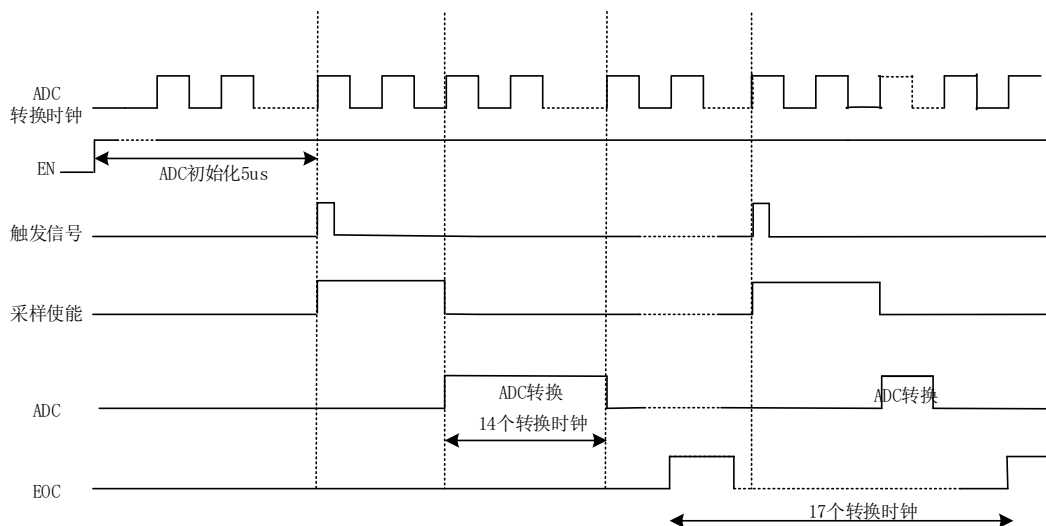 ADC
转换时钟
EN
ADC初始化5us
触发信号
采样使能
ADC
ADC转换
14个转换时钟
ADC转换
EOC
17个转换时钟